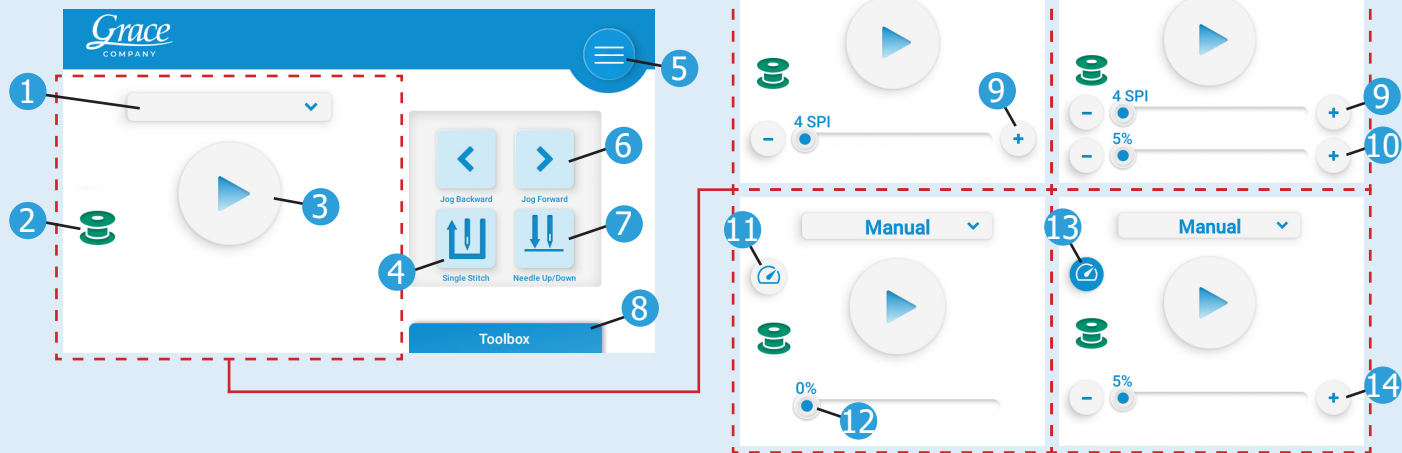 Grace
COMPANY
1
2
3
5
Jog Backward
Jog Forward
6
4
7
Single Stitch
Needle Up/Down
8
Toolbox
4 SPI
9
4 SPI
9
5%
10
11
Manual
0%
12
13
Manual
5%
14